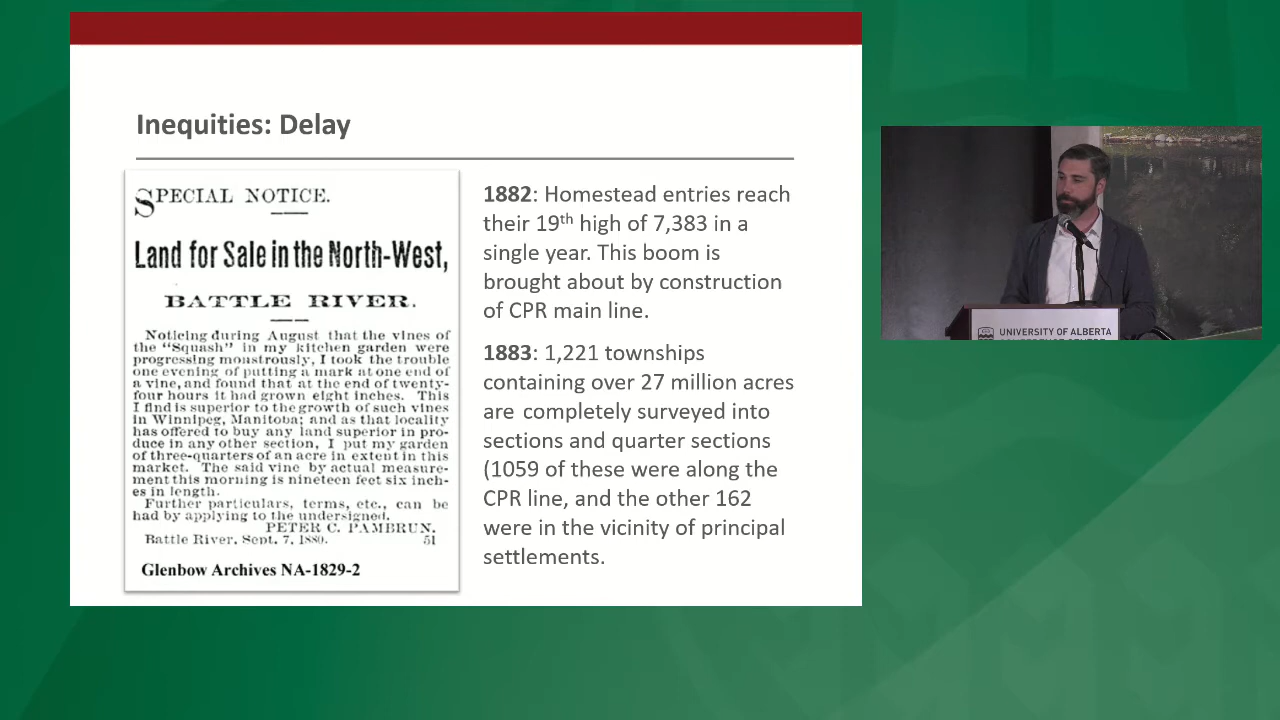 Inequities: Delay
SPECIAL NOTICE.
Land for Sale in the North-West,
BATTLE RIVER.
Noticing during August that the vines of
the "Squash" in my kitchen garden were
progressing monstrously, I took the trouble
one evening of putting a mark at one end of
a vine, and found that at the end of twenty-
four hours it had grown eight inches. This
I find is superior to the growth of such vines
in Winnipeg, Manitoba; and as that locality
has offered to buy any land superior in pro-
duce in any other section, I put my garden
of three-quarters of an acre in extent in this
market. The said vine by actual measure-
ment this morning is nineteen feet six inch-
es in length.
Further particulars, terms, etc., can be
had by applying to the undersigned.
PETER C. PAMBRUN.
Battle River, Sept. 7, 1880. 51
Glenbow Archives NA-1829-2
1882: Homestead entries reach
their 19th high of 7,383 in a
single year. This boom is
brought about by construction
of CPR main line.
1883: 1,221 townships
containing over 27 million acres
are completely surveyed into
sections and quarter sections
(1059 of these were along the
CPR line, and the other 162
were in the vicinity of principal
settlements.
UNIVERSITY OF ALBERTA